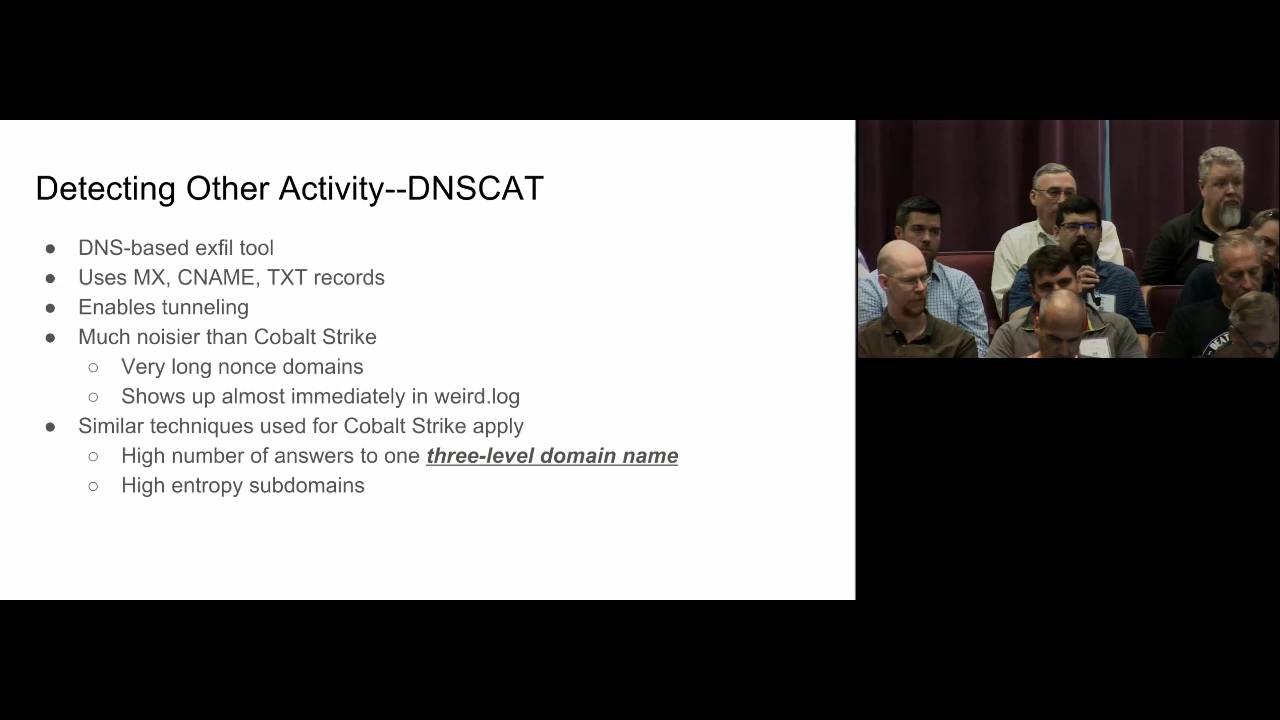 Detecting Other Activity--DNSCAT
● DNS-based exfil tool
● Uses MX, CNAME, TXT records
● Enables tunneling
● Much noisier than Cobalt Strike
○ Very long nonce domains
○ Shows up almost immediately in weird.log
● Similar techniques used for Cobalt Strike apply
○ High number of answers to one three-level domain name
○ High entropy subdomains